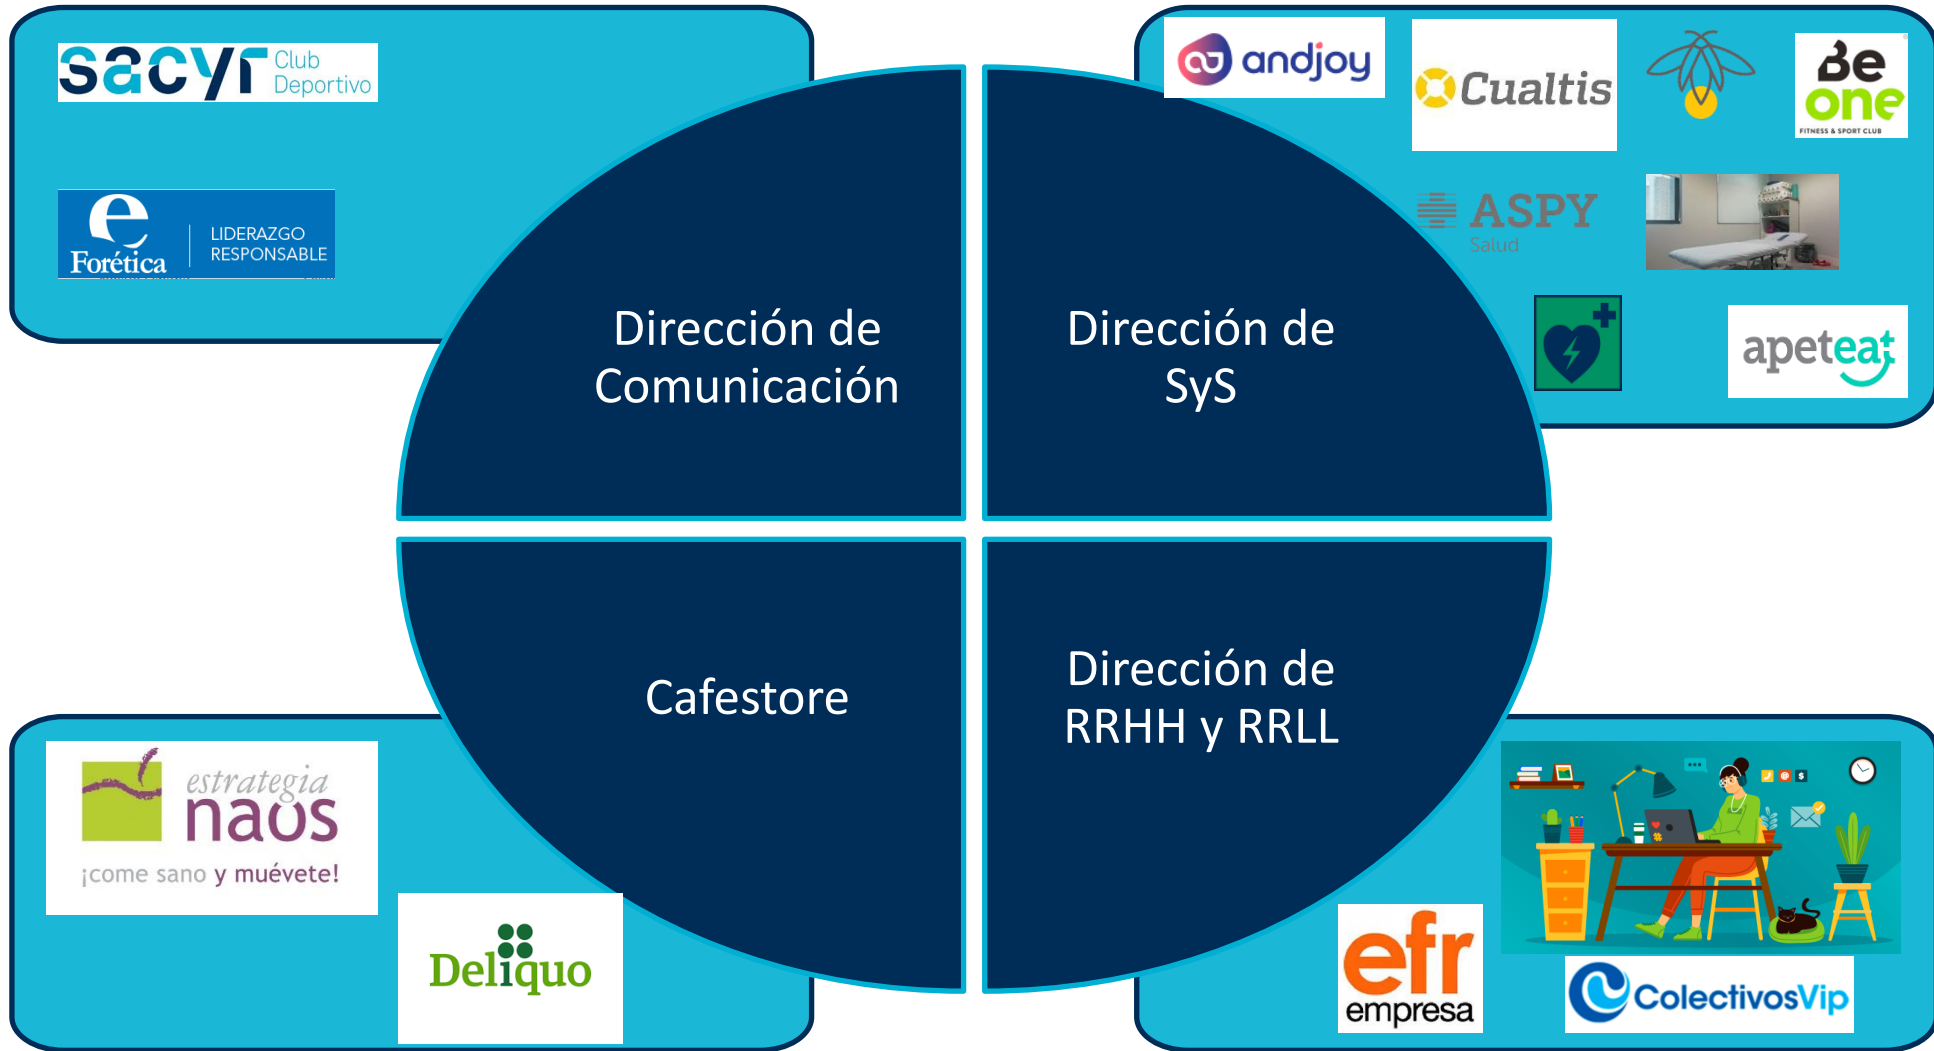 sacyr Club
Deportivo
e
Forética
LIDERAZGO
RESPONSABLE
Dirección de
Comunicación
andjoy
Cualtis
Be
one
FITNESS & SPORT CLUB
ASPY
Salud
apeteat
Dirección de
SyS
Cafestore
estrategia
naos
¡come sano y muévete!
Deliquo
Dirección de
RRHH y RRLL
efr
empresa
ColectivosVip